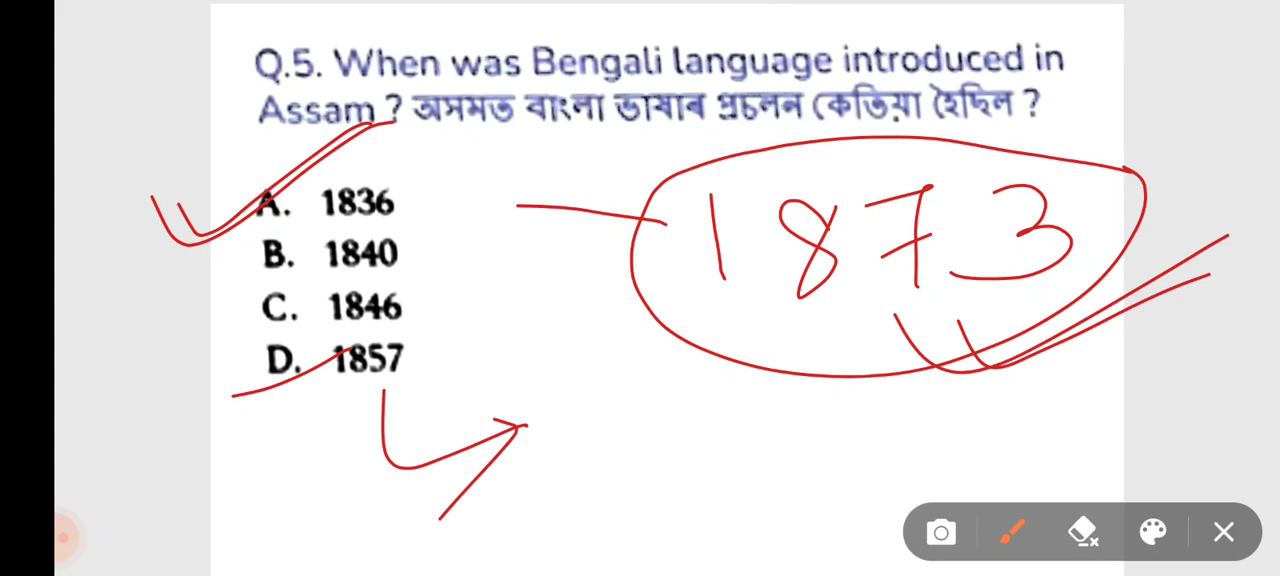 Q.5. When was Bengali language introduced in
Assam ? অসমত বাংলা ভাষাৰ প্ৰচলন কেতিয়া হৈছিল ?
A. 1836
1873
B. 1840
C. 1846
D. 1857